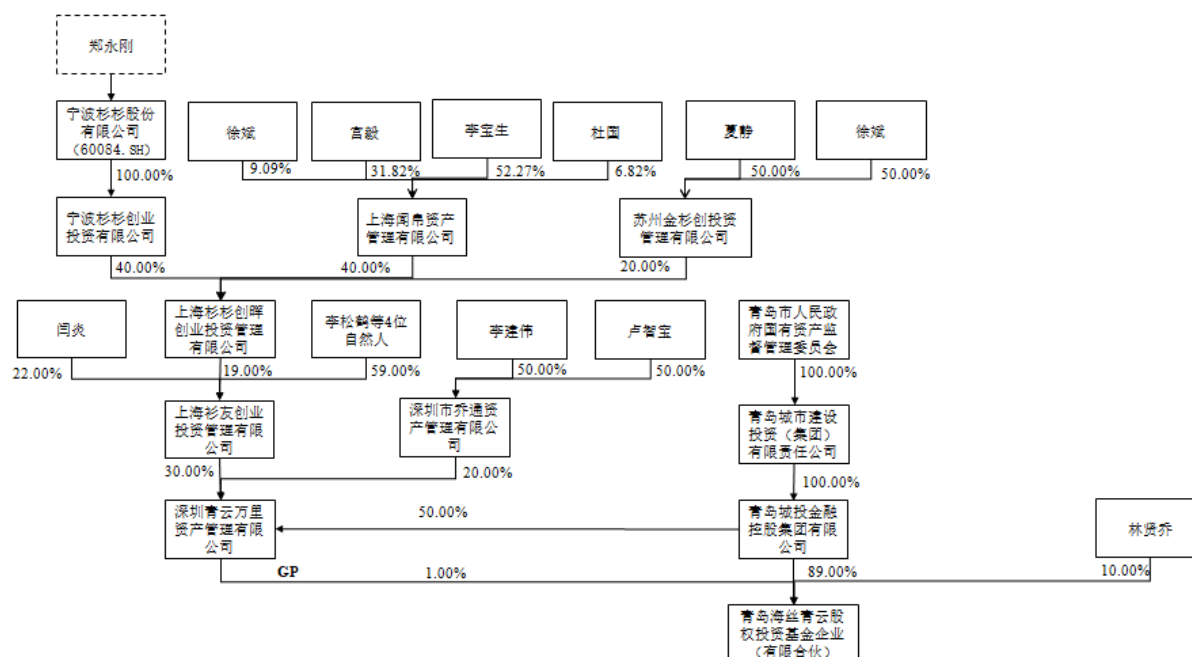 郑永刚
宁波杉杉股份
有限公司
（60084.SH）
徐斌
宫毅
李宝生
杜国
夏静
徐斌
100.00%
9.09%
31.82%
52.27%
6.82%
50.00%
50.00%
宁波杉杉创业
投资有限公司
上海闻帛资产
管理有限公司
苏州金杉创投资
管理有限公司
40.00%
40.00%
20.00%
闫炎
上海杉杉创晖
创业投资管理
有限公司
李松鹤等4位
自然人
李建伟
卢智宝
青岛市人民政
府国有资产监
督管理委员会
22.00%
19.00%
59.00%
50.00%
50.00%
100.00%
上海衫友创业
投资管理有限
公司
深圳市乔通资
产管理有限公
司
青岛城市建设
投资（集团）
有限责任公司
30.00%
20.00%
100.00%
深圳青云万里
资产管理有限
公司
50.00%
青岛城投金融
控股集团有限
公司
林贤乔
GP
1.00%
89.00%
10.00%
青岛海丝青云股
权投资基金企业
（有限合伙）